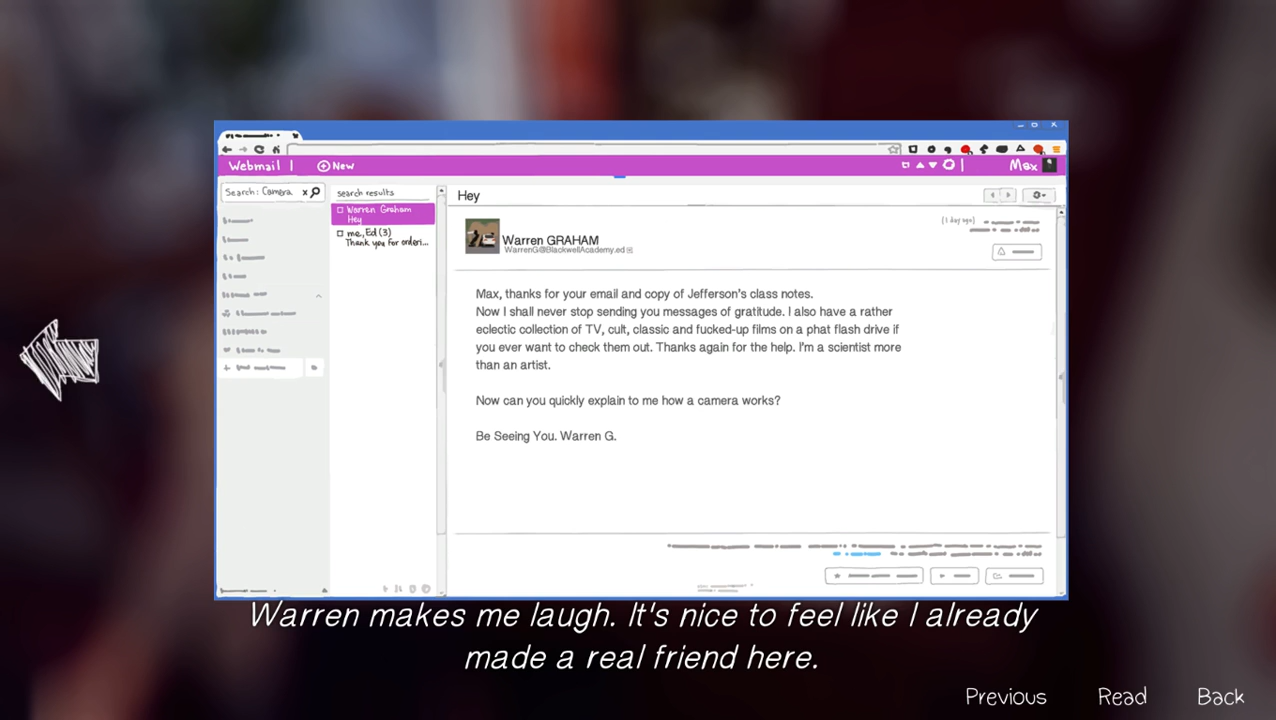 Webmail |
New
Max
Search: Camera x
search results
Warren Graham
Hey
me, Ed (3)
Thank you for orderi...
Hey
(1 day ago)
Warren GRAHAM
WarrenG@BlackwellAcademy.ed
Max, thanks for your email and copy of Jefferson's class notes.
Now I shall never stop sending you messages of gratitude. I also have a rather
eclectic collection of TV, cult, classic and fucked-up films on a phat flash drive if
you ever want to check them out. Thanks again for the help. I'm a scientist more
than an artist.
Now can you quickly explain to me how a camera works?
Be Seeing You. Warren G.
Warren makes me laugh. It's nice to feel like I already
made a real friend here.
Previous
Read
Back